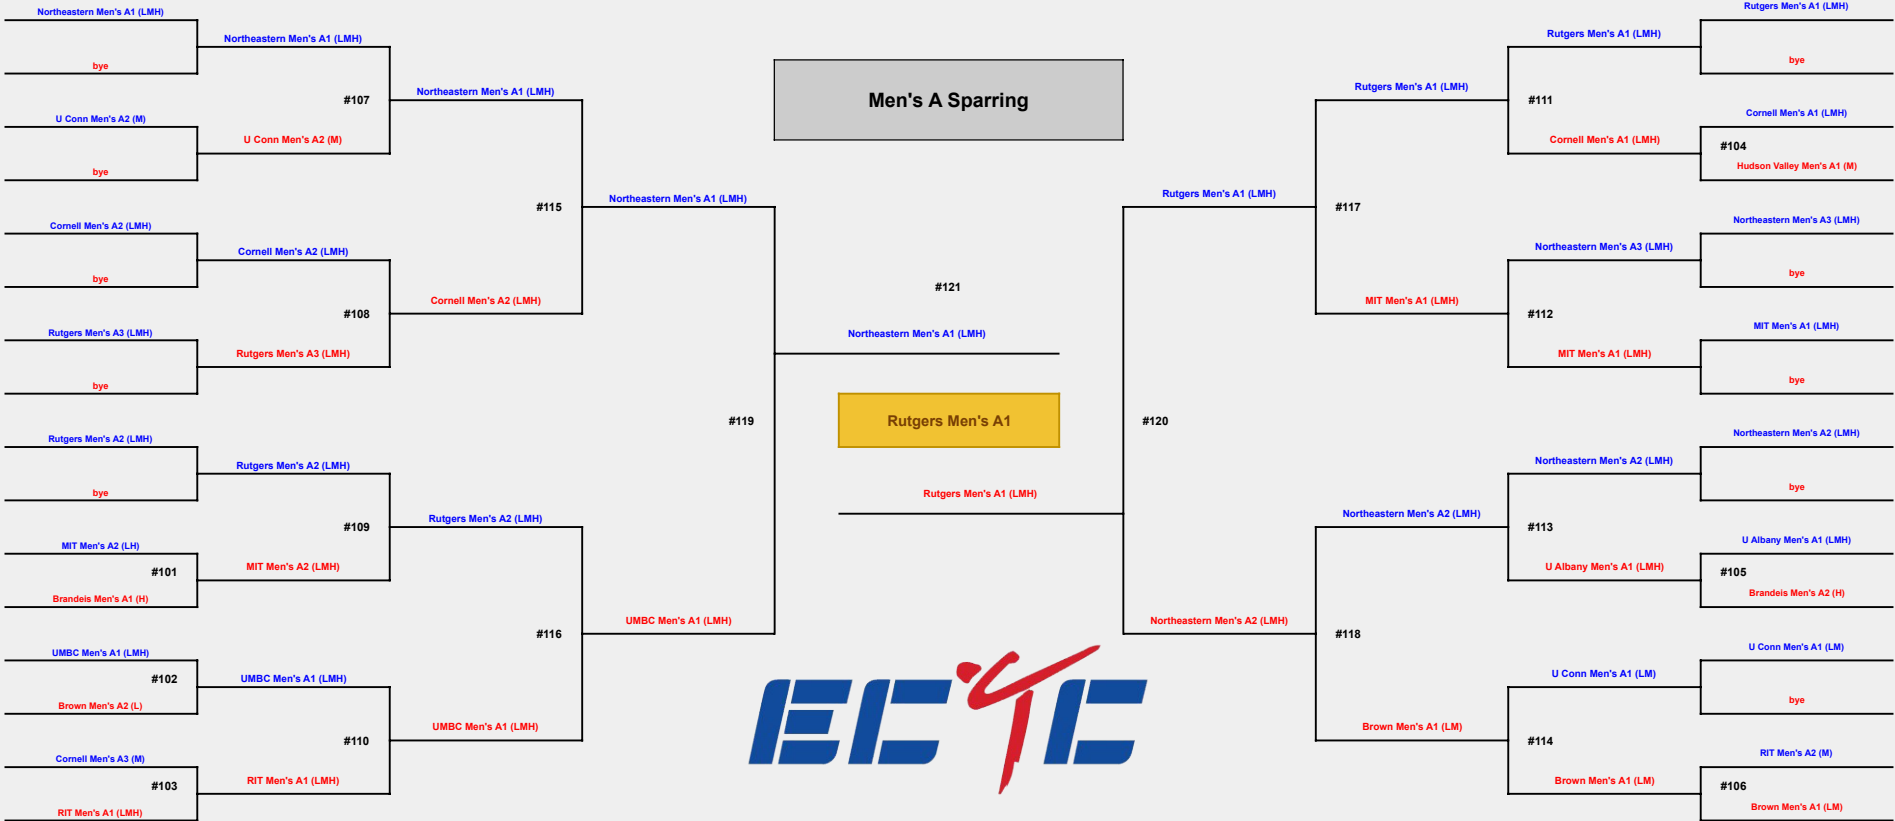 Northeastern Men's A1 (LMH)
bye
U Conn Men's A2 (M)
bye
Cornell Men's A2 (LMH)
bye
Rutgers Men's A3 (LMH)
bye
Rutgers Men's A2 (LMH)
bye
MIT Men's A2 (LH)
#101
Brandeis Men's A1 (H)
UMBC Men's A1 (LMH)
#102
Brown Men's A2 (L)
Cornell Men's A3 (M)
#103
RIT Men's A1 (LMH)
Northeastern Men's A1 (LMH)
#107
U Conn Men's A2 (M)
Cornell Men's A2 (LMH)
#108
Rutgers Men's A3 (LMH)
Rutgers Men's A2 (LMH)
#109
MIT Men's A2 (LMH)
UMBC Men's A1 (LMH)
#110
RIT Men's A1 (LMH)
Northeastern Men's A1 (LMH)
#115
Cornell Men's A2 (LMH)
Rutgers Men's A2 (LMH)
#116
UMBC Men's A1 (LMH)
Northeastern Men's A1 (LMH)
#119
UMBC Men's A1 (LMH)
Men's A Sparring
#121
Northeastern Men's A1 (LMH)
Rutgers Men's A1
Rutgers Men's A1 (LMH)
ECTC
Rutgers Men's A1 (LMH)
#120
Northeastern Men's A2 (LMH)
Rutgers Men's A1 (LMH)
#117
MIT Men's A1 (LMH)
Northeastern Men's A2 (LMH)
#118
Brown Men's A1 (LM)
Rutgers Men's A1 (LMH)
#111
Cornell Men's A1 (LMH)
Northeastern Men's A3 (LMH)
#112
MIT Men's A1 (LMH)
Northeastern Men's A2 (LMH)
#113
U Albany Men's A1 (LMH)
U Conn Men's A1 (LM)
#114
Brown Men's A1 (LM)
Rutgers Men's A1 (LMH)
bye
Cornell Men's A1 (LMH)
#104
Hudson Valley Men's A1 (M)
Northeastern Men's A3 (LMH)
bye
MIT Men's A1 (LMH)
bye
Northeastern Men's A2 (LMH)
bye
U Albany Men's A1 (LMH)
#105
Brandeis Men's A2 (H)
U Conn Men's A1 (LM)
bye
RIT Men's A2 (M)
#106
Brown Men's A1 (LM)